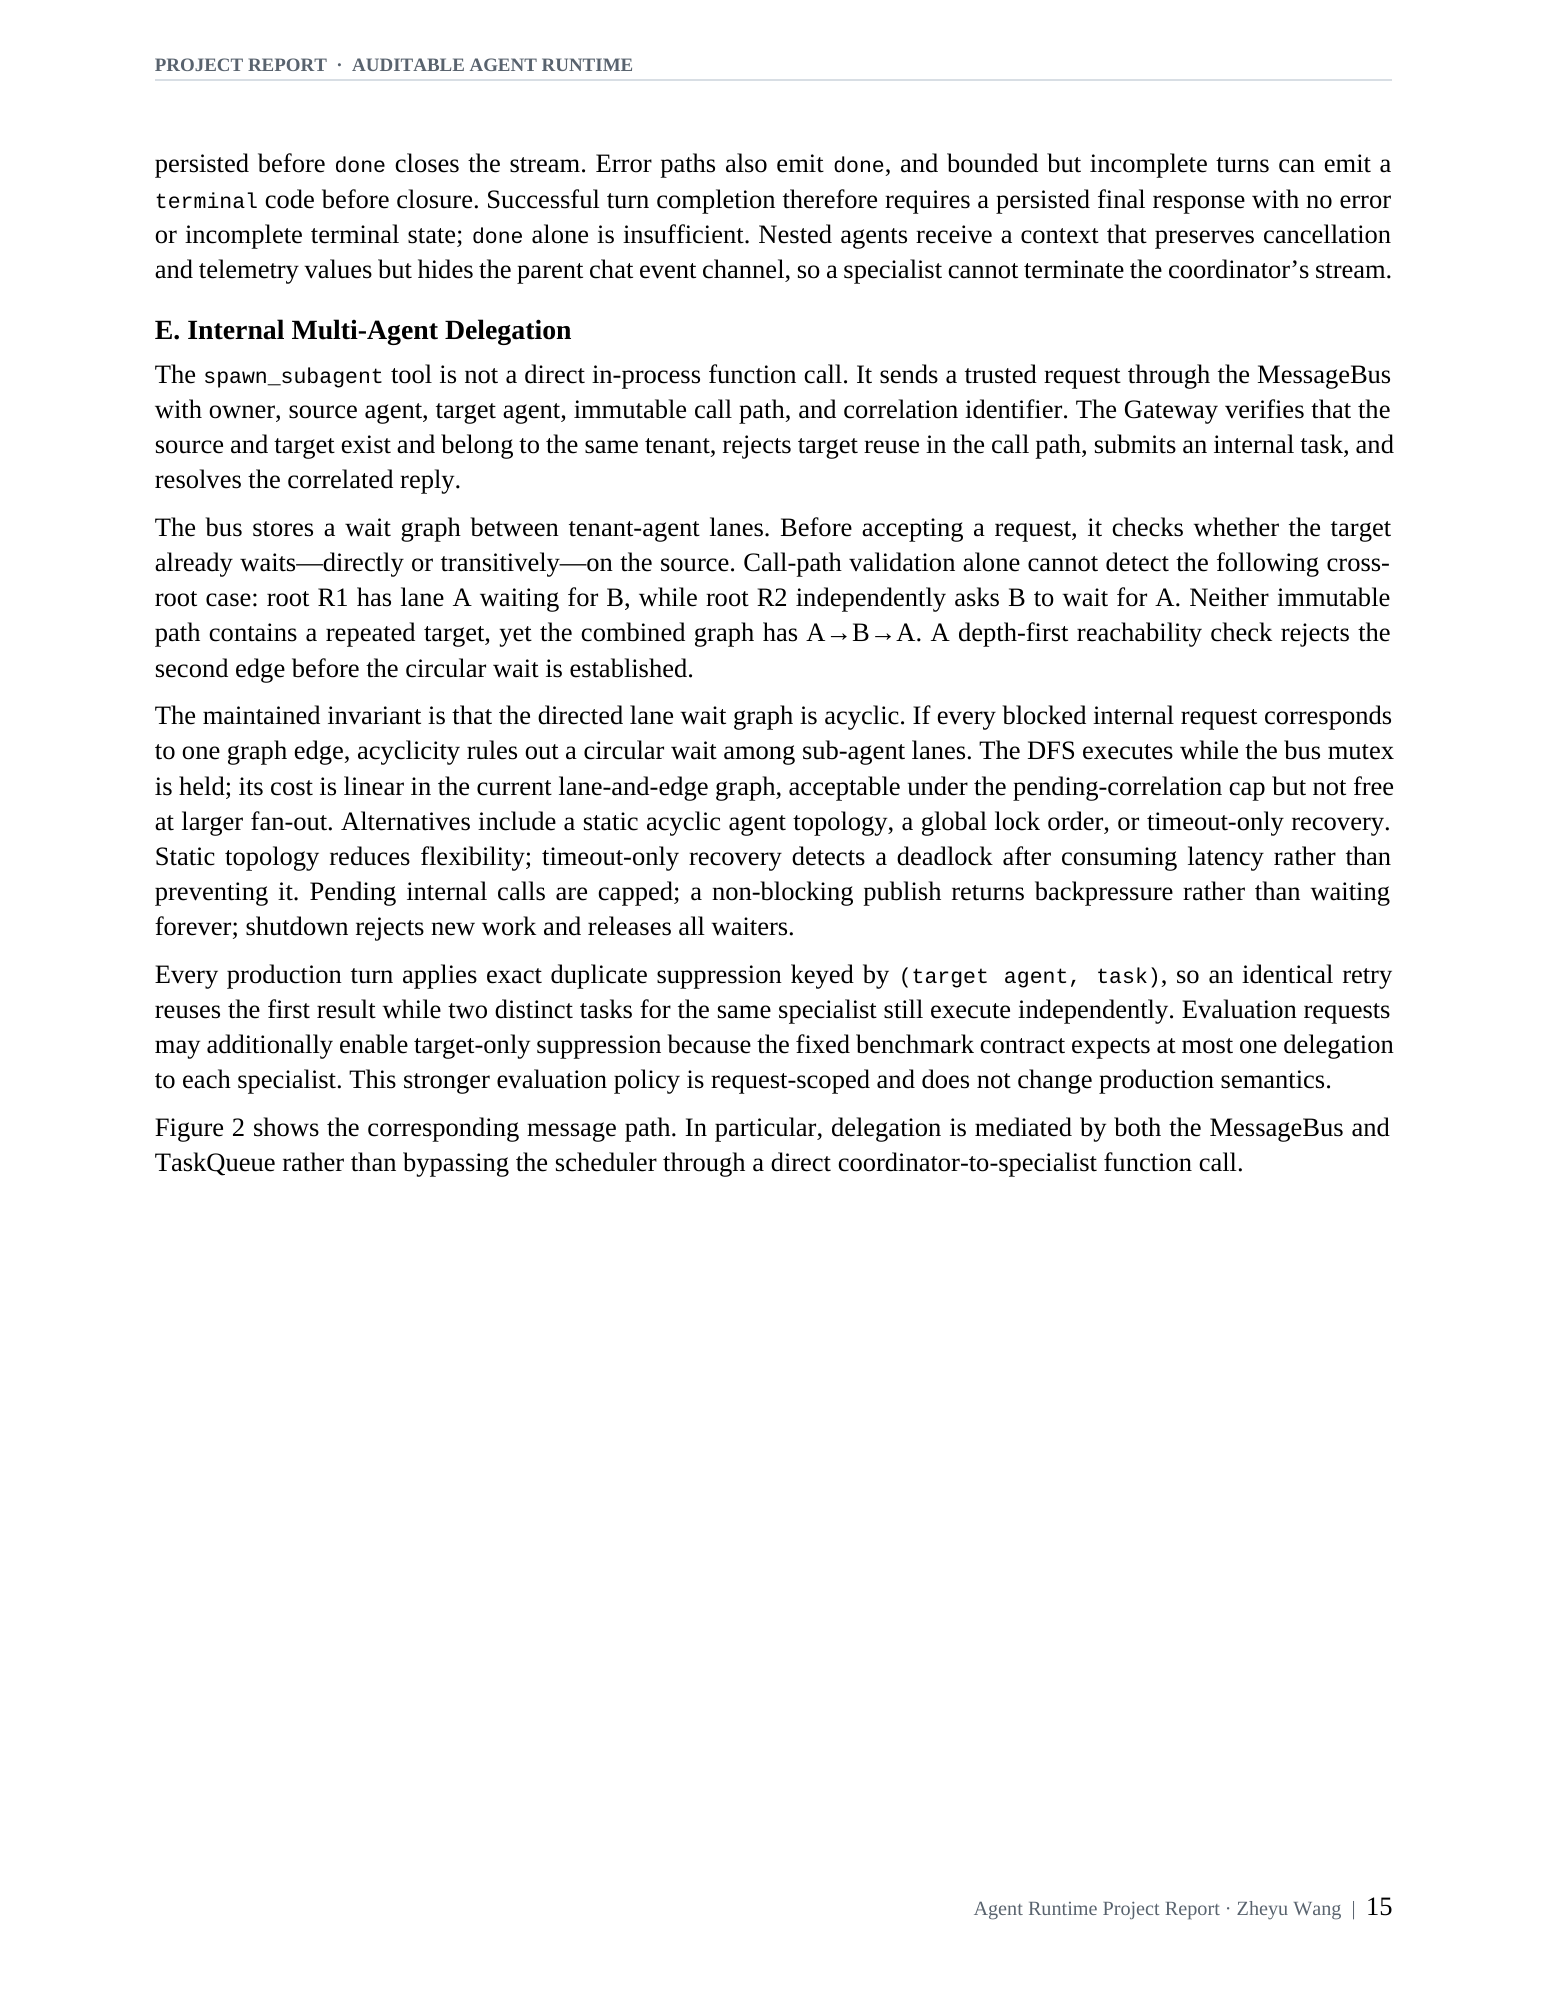 PROJECT REPORT · AUDITABLE AGENT RUNTIME
persisted before done closes the stream. Error paths also emit done, and bounded but incomplete turns can emit a
terminal code before closure. Successful turn completion therefore requires a persisted final response with no error
or incomplete terminal state; done alone is insufficient. Nested agents receive a context that preserves cancellation
and telemetry values but hides the parent chat event channel, so a specialist cannot terminate the coordinator’s stream.
E. Internal Multi-Agent Delegation
The spawn_subagent tool is not a direct in-process function call. It sends a trusted request through the MessageBus
with owner, source agent, target agent, immutable call path, and correlation identifier. The Gateway verifies that the
source and target exist and belong to the same tenant, rejects target reuse in the call path, submits an internal task, and
resolves the correlated reply.
The bus stores a wait graph between tenant-agent lanes. Before accepting a request, it checks whether the target
already waits—directly or transitively—on the source. Call-path validation alone cannot detect the following cross-
root case: root R1 has lane A waiting for B, while root R2 independently asks B to wait for A. Neither immutable
path contains a repeated target, yet the combined graph has A→B→A. A depth-first reachability check rejects the
second edge before the circular wait is established.
The maintained invariant is that the directed lane wait graph is acyclic. If every blocked internal request corresponds
to one graph edge, acyclicity rules out a circular wait among sub-agent lanes. The DFS executes while the bus mutex
is held; its cost is linear in the current lane-and-edge graph, acceptable under the pending-correlation cap but not free
at larger fan-out. Alternatives include a static acyclic agent topology, a global lock order, or timeout-only recovery.
Static topology reduces flexibility; timeout-only recovery detects a deadlock after consuming latency rather than
preventing it. Pending internal calls are capped; a non-blocking publish returns backpressure rather than waiting
forever; shutdown rejects new work and releases all waiters.
Every production turn applies exact duplicate suppression keyed by (target agent, task), so an identical retry
reuses the first result while two distinct tasks for the same specialist still execute independently. Evaluation requests
may additionally enable target-only suppression because the fixed benchmark contract expects at most one delegation
to each specialist. This stronger evaluation policy is request-scoped and does not change production semantics.
Figure 2 shows the corresponding message path. In particular, delegation is mediated by both the MessageBus and
TaskQueue rather than bypassing the scheduler through a direct coordinator-to-specialist function call.
Agent Runtime Project Report · Zheyu Wang | 15